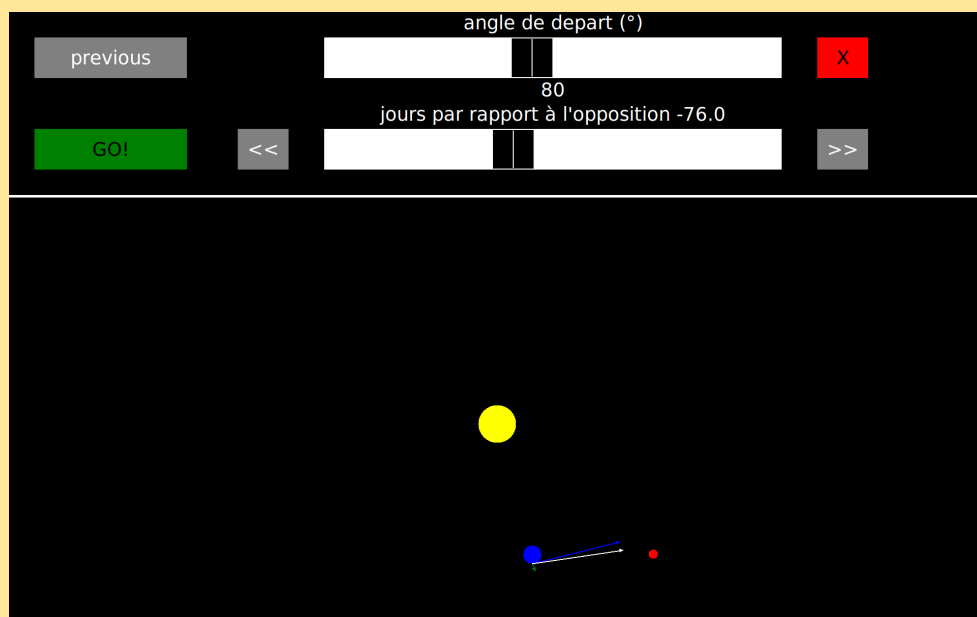 angle de depart (°)
previous
X
80
jours par rapport à l'opposition -76.0
GO!
<<
>>